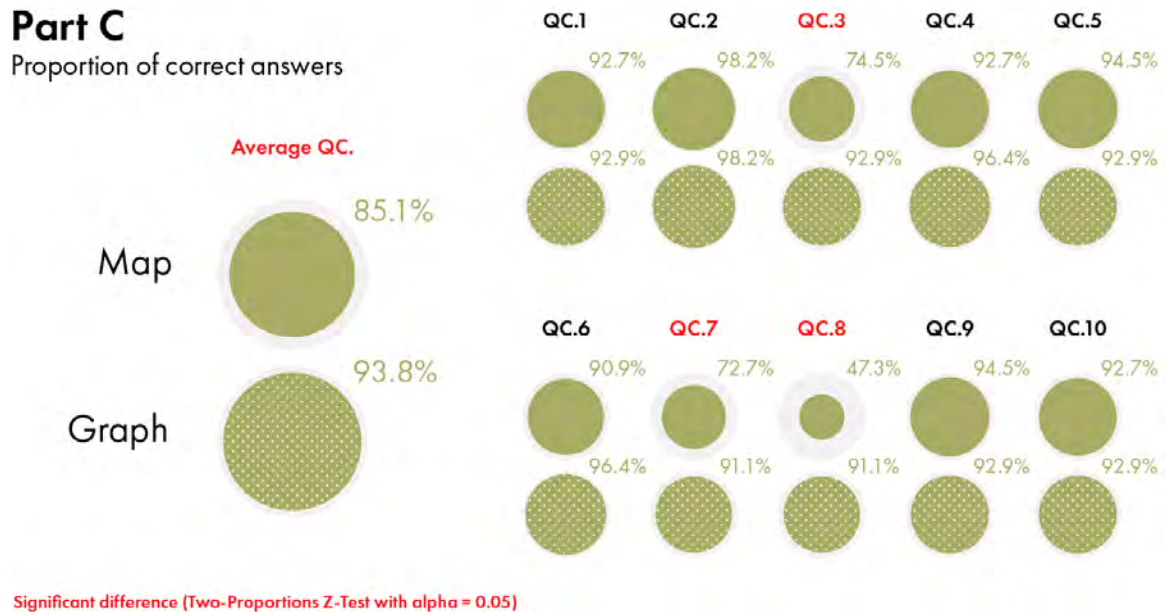 Part C
Proportion of correct answers
Average QC.
Map
85.1%
Graph
93.8%
QC.1 QC.2 QC.3 QC.4 QC.5
92.7% 98.2% 74.5% 92.7% 94.5%
92.9% 98.2% 92.9% 96.4% 92.9%
QC.6 QC.7 QC.8 QC.9 QC.10
90.9% 72.7% 47.3% 94.5% 92.7%
96.4% 91.1% 91.1% 92.9% 92.9%
Significant difference (Two-Proportions Z-Test with alpha = 0.05)